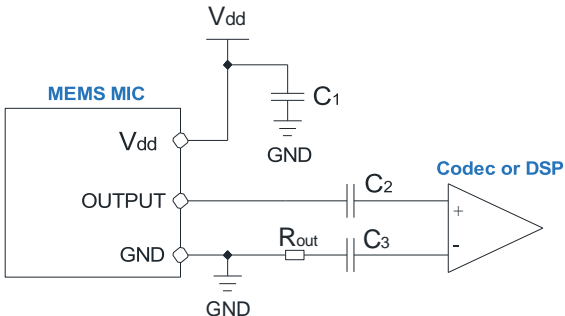 Vdd
MEMS MIC
C1
Vdd
GND
Codec or DSP
OUTPUT
C2
+
GND
Rout
C3
-
GND